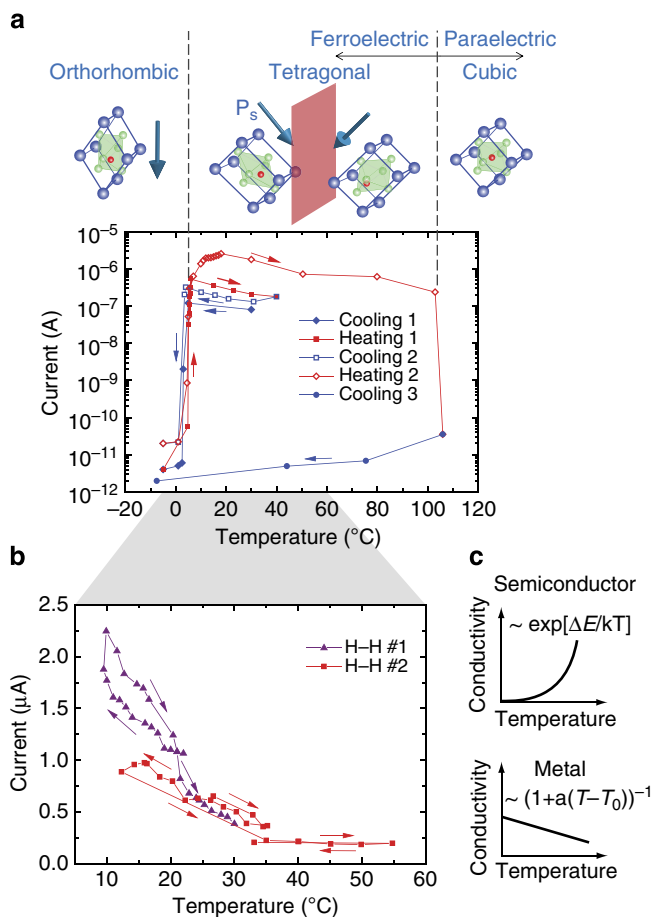 a
Ferroelectric Paraelectric
Orthorhombic Tetragonal Cubic
Ps
10−5
10−6
10−7
10−8
10−9
10−10
10−11
10−12
Current (A)
Cooling 1
Heating 1
Cooling 2
Heating 2
Cooling 3
−20 0 20 40 60 80 100 120
Temperature (°C)
b
2.5
2.0
1.5
1.0
0.5
0.0
Current (μA)
H–H #1
H–H #2
10 20 30 40 50 60
Temperature (°C)
c
Semiconductor
~ exp[ΔE/kT]
Conductivity
Temperature
Metal
~ (1+a(T−T0))−1
Conductivity
Temperature